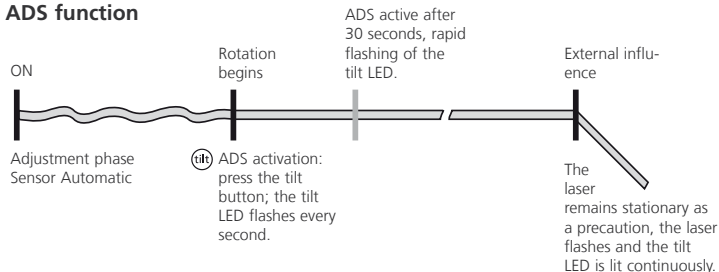 ADS function
ON
Adjustment phase
Sensor Automatic
Rotation
begins
tilt
ADS activation:
press the tilt
button; the tilt
LED flashes every
second.
ADS active after
30 seconds, rapid
flashing of the
tilt LED.
External influ-
ence
The
laser
remains stationary as
a precaution, the laser
flashes and the tilt
LED is lit continuously.